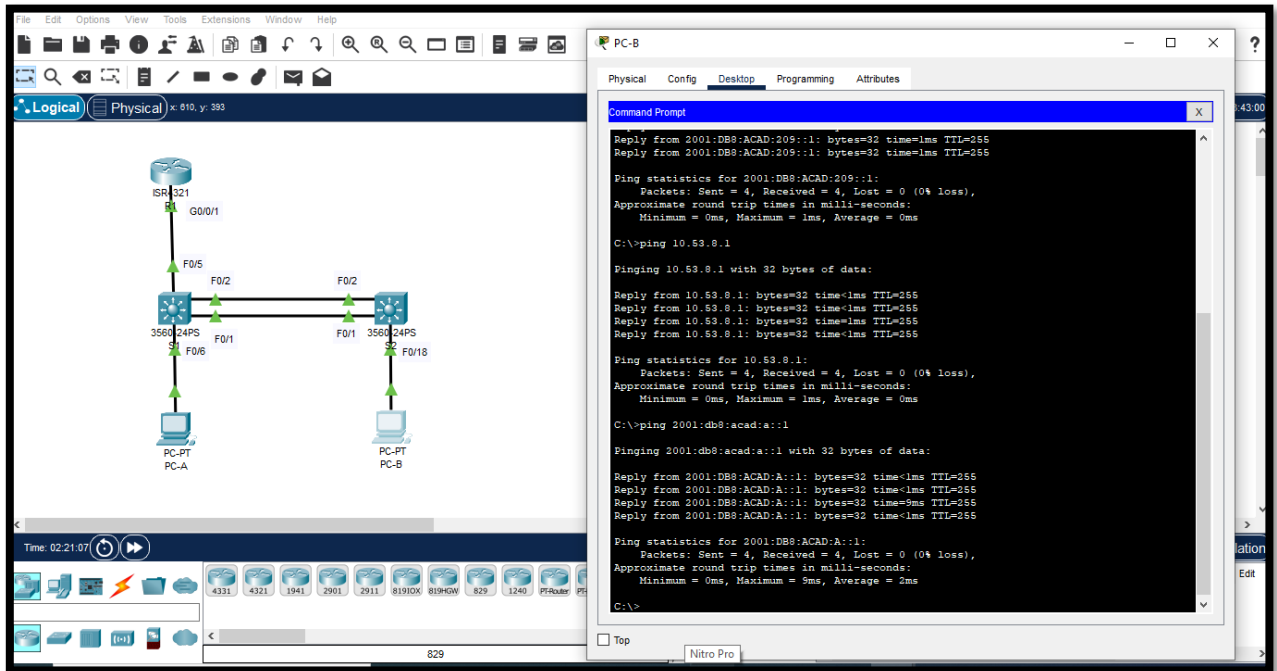 File Edit Options View Tools Extensions Window Help
Logical Physical x: 610, y: 393
ISR4321
R1
G0/0/1
F0/5
F0/2 F0/2
3560-24PS F0/1 3560-24PS
S1 F0/1 S2
F0/6 F0/18
PC-PT
PC-A
PC-PT
PC-B
Time: 02:21:07
4331 4321 1941 2901 2911 819IOX 819HGW 829 1240 PT-Router
829
PC-B
Physical Config Desktop Programming Attributes
Command Prompt X
Reply from 2001:DB8:ACAD:209::1: bytes=32 time=1ms TTL=255
Ping statistics for 2001:DB8:ACAD:209::1:
Packets: Sent = 4, Received = 4, Lost = 0 (0% loss),
Approximate round trip times in milli-seconds:
Minimum = 0ms, Maximum = 1ms, Average = 0ms
C:\>ping 10.53.8.1
Pinging 10.53.8.1 with 32 bytes of data:
Reply from 10.53.8.1: bytes=32 time<1ms TTL=255
Reply from 10.53.8.1: bytes=32 time<1ms TTL=255
Reply from 10.53.8.1: bytes=32 time=1ms TTL=255
Reply from 10.53.8.1: bytes=32 time<1ms TTL=255
Ping statistics for 10.53.8.1:
Packets: Sent = 4, Received = 4, Lost = 0 (0% loss),
Approximate round trip times in milli-seconds:
Minimum = 0ms, Maximum = 1ms, Average = 0ms
C:\>ping 2001:db8:acad:a::1
Pinging 2001:db8:acad:a::1 with 32 bytes of data:
Reply from 2001:DB8:ACAD:A::1: bytes=32 time<1ms TTL=255
Reply from 2001:DB8:ACAD:A::1: bytes=32 time<1ms TTL=255
Reply from 2001:DB8:ACAD:A::1: bytes=32 time=9ms TTL=255
Reply from 2001:DB8:ACAD:A::1: bytes=32 time<1ms TTL=255
Ping statistics for 2001:DB8:ACAD:A::1:
Packets: Sent = 4, Received = 4, Lost = 0 (0% loss),
Approximate round trip times in milli-seconds:
Minimum = 0ms, Maximum = 9ms, Average = 2ms
C:\>
Top
Nitro Pro
:43:00
lation
Edit